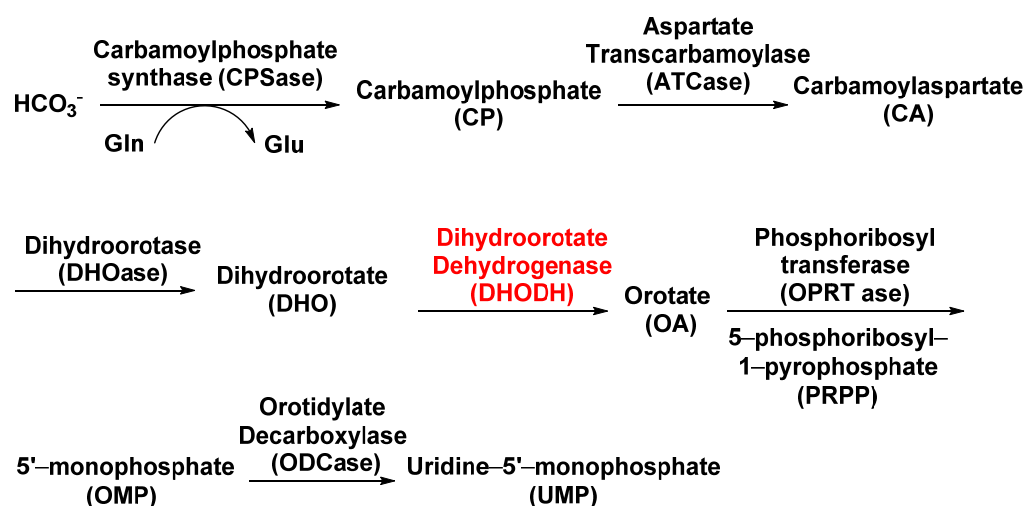 Carbamoylphosphate
synthase (CPSase)
HCO₃⁻
Gln
Glu
Carbamoylphosphate
(CP)
Aspartate
Transcarbamoylase
(ATCase)
Carbamoylaspartate
(CA)
Dihydroorotase
(DHOase)
Dihydroorotate
(DHO)
Dihydroorotate
Dehydrogenase
(DHODH)
Orotate
(OA)
Phosphoribosyl
transferase
(OPRT ase)
5–phosphoribosyl–
1–pyrophosphate
(PRPP)
5'–monophosphate
(OMP)
Orotidylate
Decarboxylase
(ODCase)
Uridine–5'–monophosphate
(UMP)